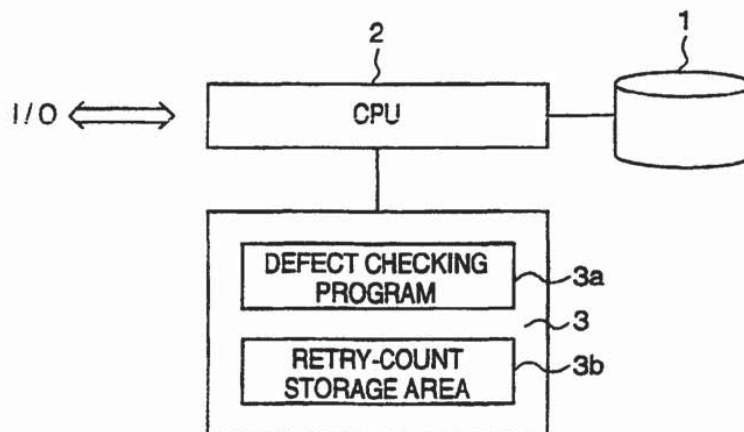 2
1
I/O
CPU
DEFECT CHECKING
PROGRAM
3a
3
RETRY-COUNT
STORAGE AREA
3b